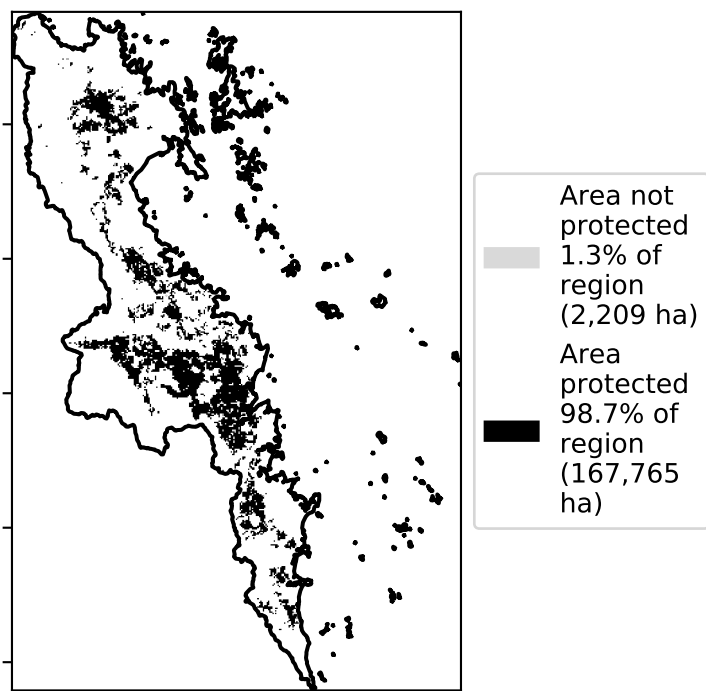 Area not
protected
1.3% of
region
(2,209 ha)
Area
protected
98.7% of
region
(167,765
ha)